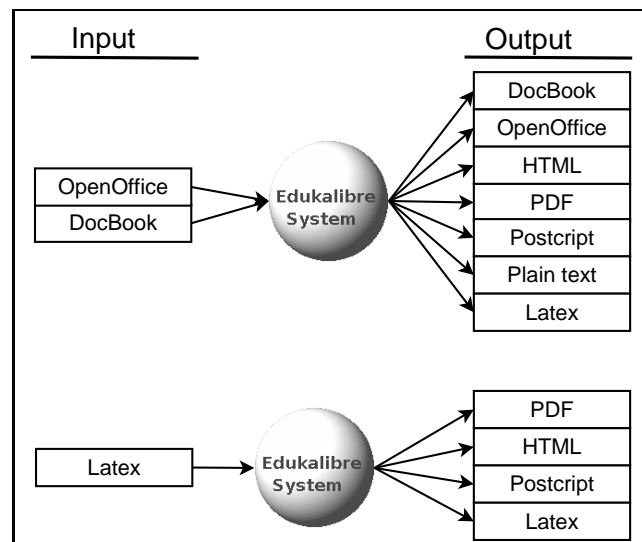 Input
Output
OpenOffice
DocBook
Edukalibre
System
DocBook
OpenOffice
HTML
PDF
Postcript
Plain text
Latex
Latex
Edukalibre
System
PDF
HTML
Postcript
Latex